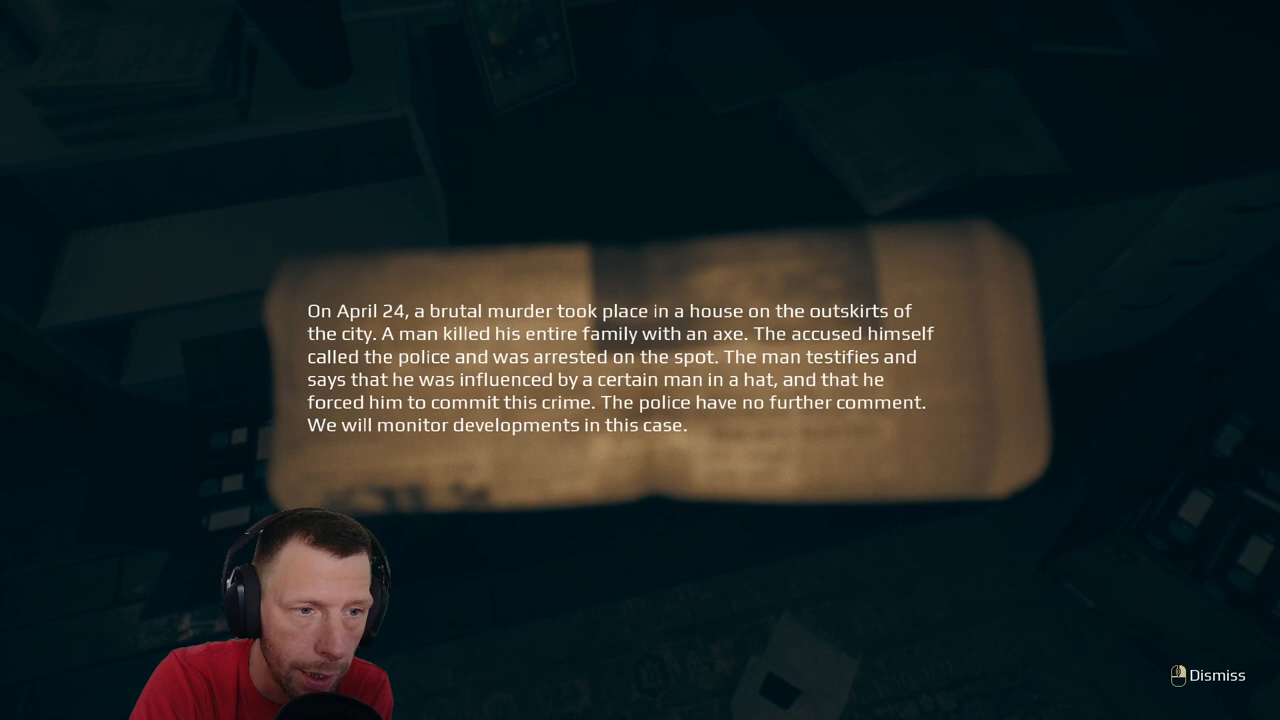 On April 24, a brutal murder took place in a house on the outskirts of
the city. A man killed his entire family with an axe. The accused himself
called the police and was arrested on the spot. The man testifies and
says that he was influenced by a certain man in a hat, and that he
forced him to commit this crime. The police have no further comment.
We will monitor developments in this case.
Dismiss